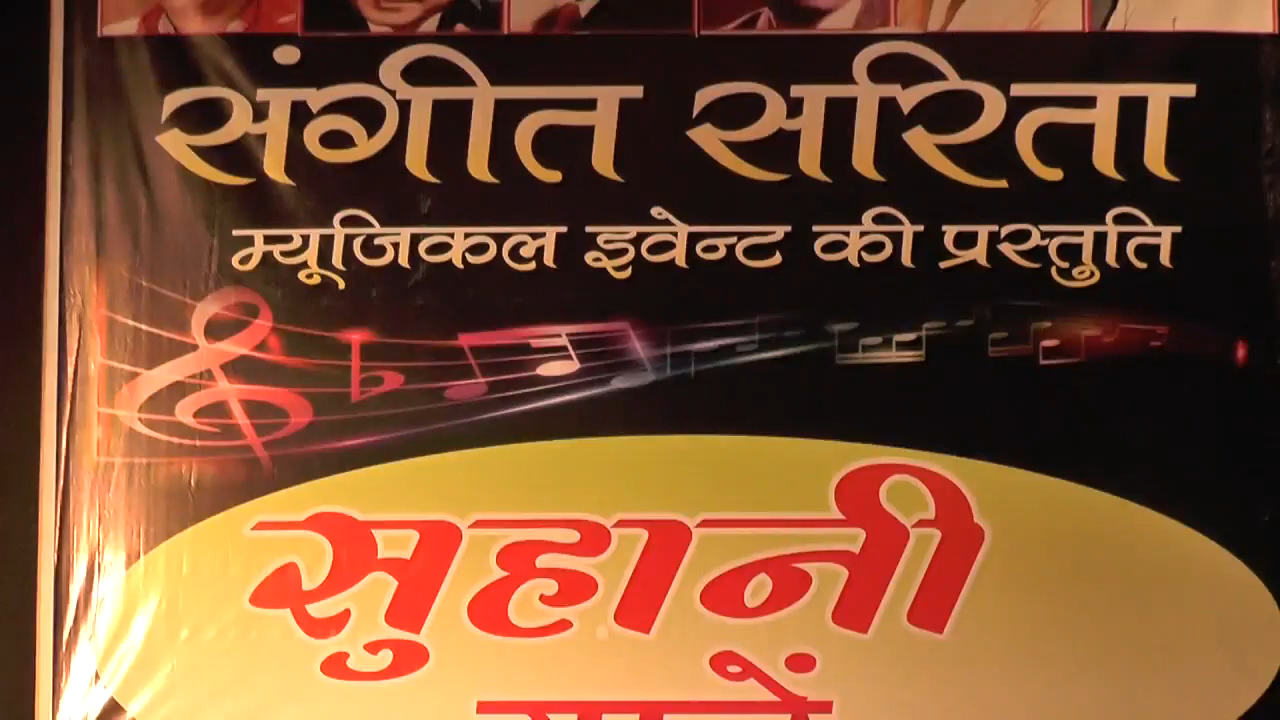 संगीत सरिता
म्यूजिकल इवेन्ट की प्रस्तुति
सुहानी